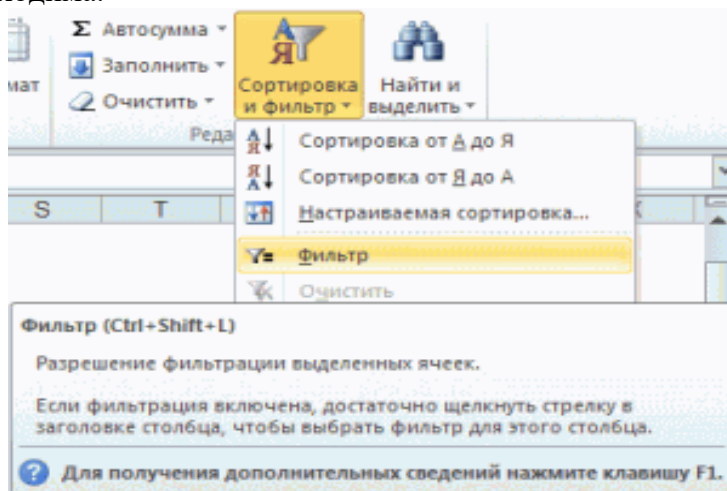 Σ Автосумма
Заполнить
Очистить
мат
Сортировка и фильтр
Найти и выделить
Реда
Сортировка от А до Я
Сортировка от Я до А
Настраиваемая сортировка...
S T
Фильтр
Очистить
Фильтр (Ctrl+Shift+L)
Разрешение фильтрации выделенных ячеек.
Если фильтрация включена, достаточно щелкнуть стрелку в
заголовке столбца, чтобы выбрать фильтр для этого столбца.
Для получения дополнительных сведений нажмите клавишу F1.